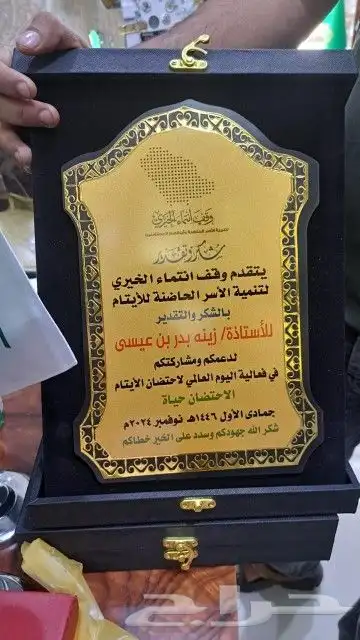 وقف انتماء الخيري
شكر وتقدير
يتقدم وقف انتماء الخيري
لتنمية الأسر الحاضنة للأيتام
بالشكر والتقدير
للأستاذة/ زينه بدر بن عيسى
لدعمكم ومشاركتكم
في فعالية اليوم العالي لاحتضان الأيتام
الاحتضان حياة
جمادى الأول ١٤٤٦هـ نوفمبر ٢٠٢٤م
شكر الله جهودكم وسدد على الخير خطاكم
حراج